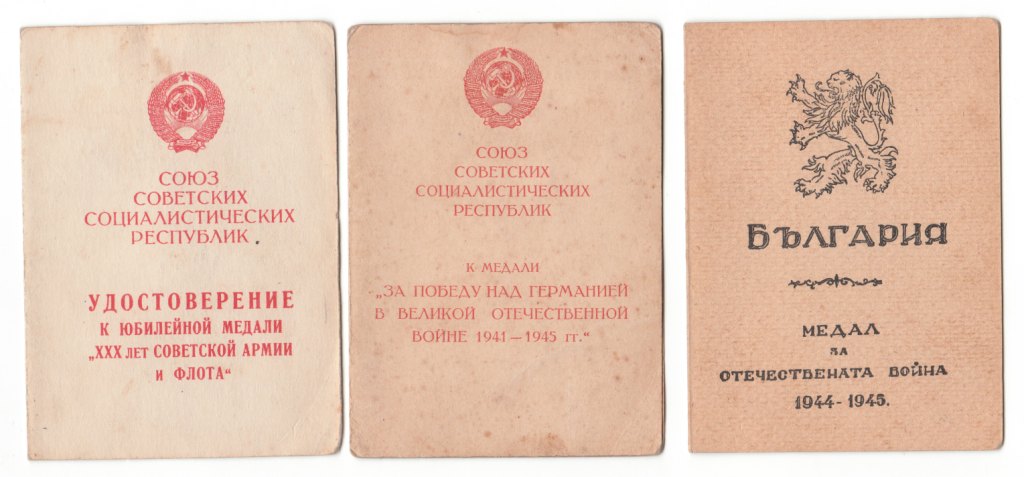 СОЮЗ
СОВЕТСКИХ
СОЦИАЛИСТИЧЕСКИХ
РЕСПУБЛИК
УДОСТОВЕРЕНИЕ
К ЮБИЛЕЙНОЙ МЕДАЛИ
„XXX ЛЕТ СОВЕТСКОЙ АРМИИ
И ФЛОТА“
СОЮЗ
СОВЕТСКИХ
СОЦИАЛИСТИЧЕСКИХ
РЕСПУБЛИК
К МЕДАЛИ
„ЗА ПОБЕДУ НАД ГЕРМАНИЕЙ
В ВЕЛИКОЙ ОТЕЧЕСТВЕННОЙ
ВОЙНЕ 1941—1945 гг.“
БЪЛГАРИЯ
МЕДАЛ
ЗА
ОТЕЧЕСТВЕНАТА ВОЙНА
1944-1945.